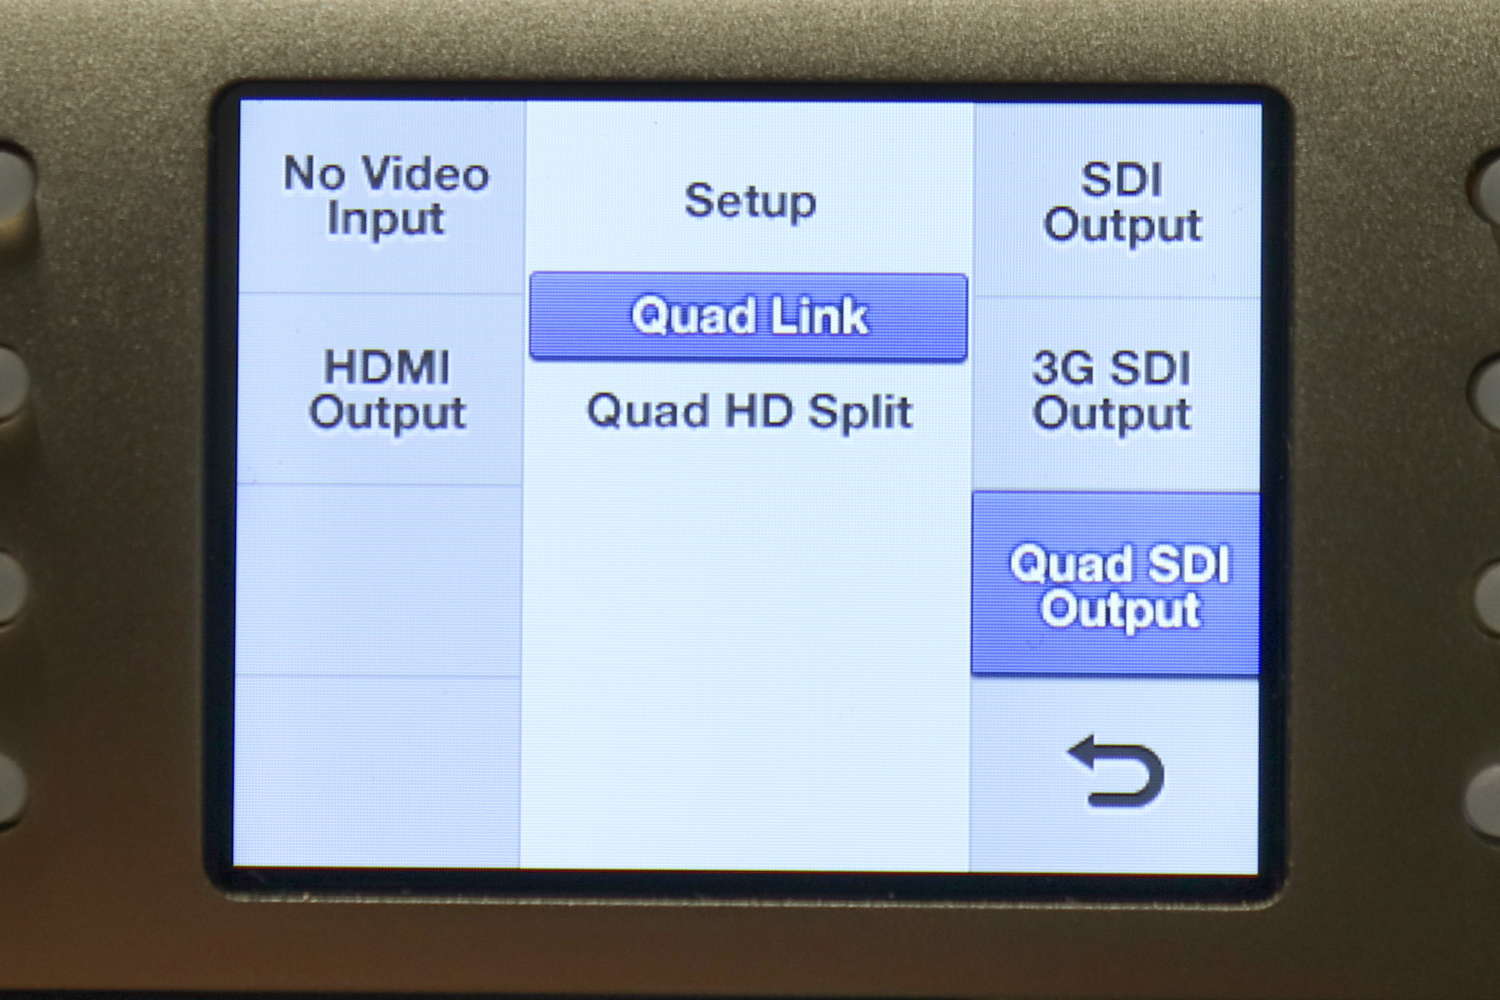 No Video
Input
HDMI
Output
Setup
Quad Link
Quad HD Split
SDI
Output
3G SDI
Output
Quad SDI
Output